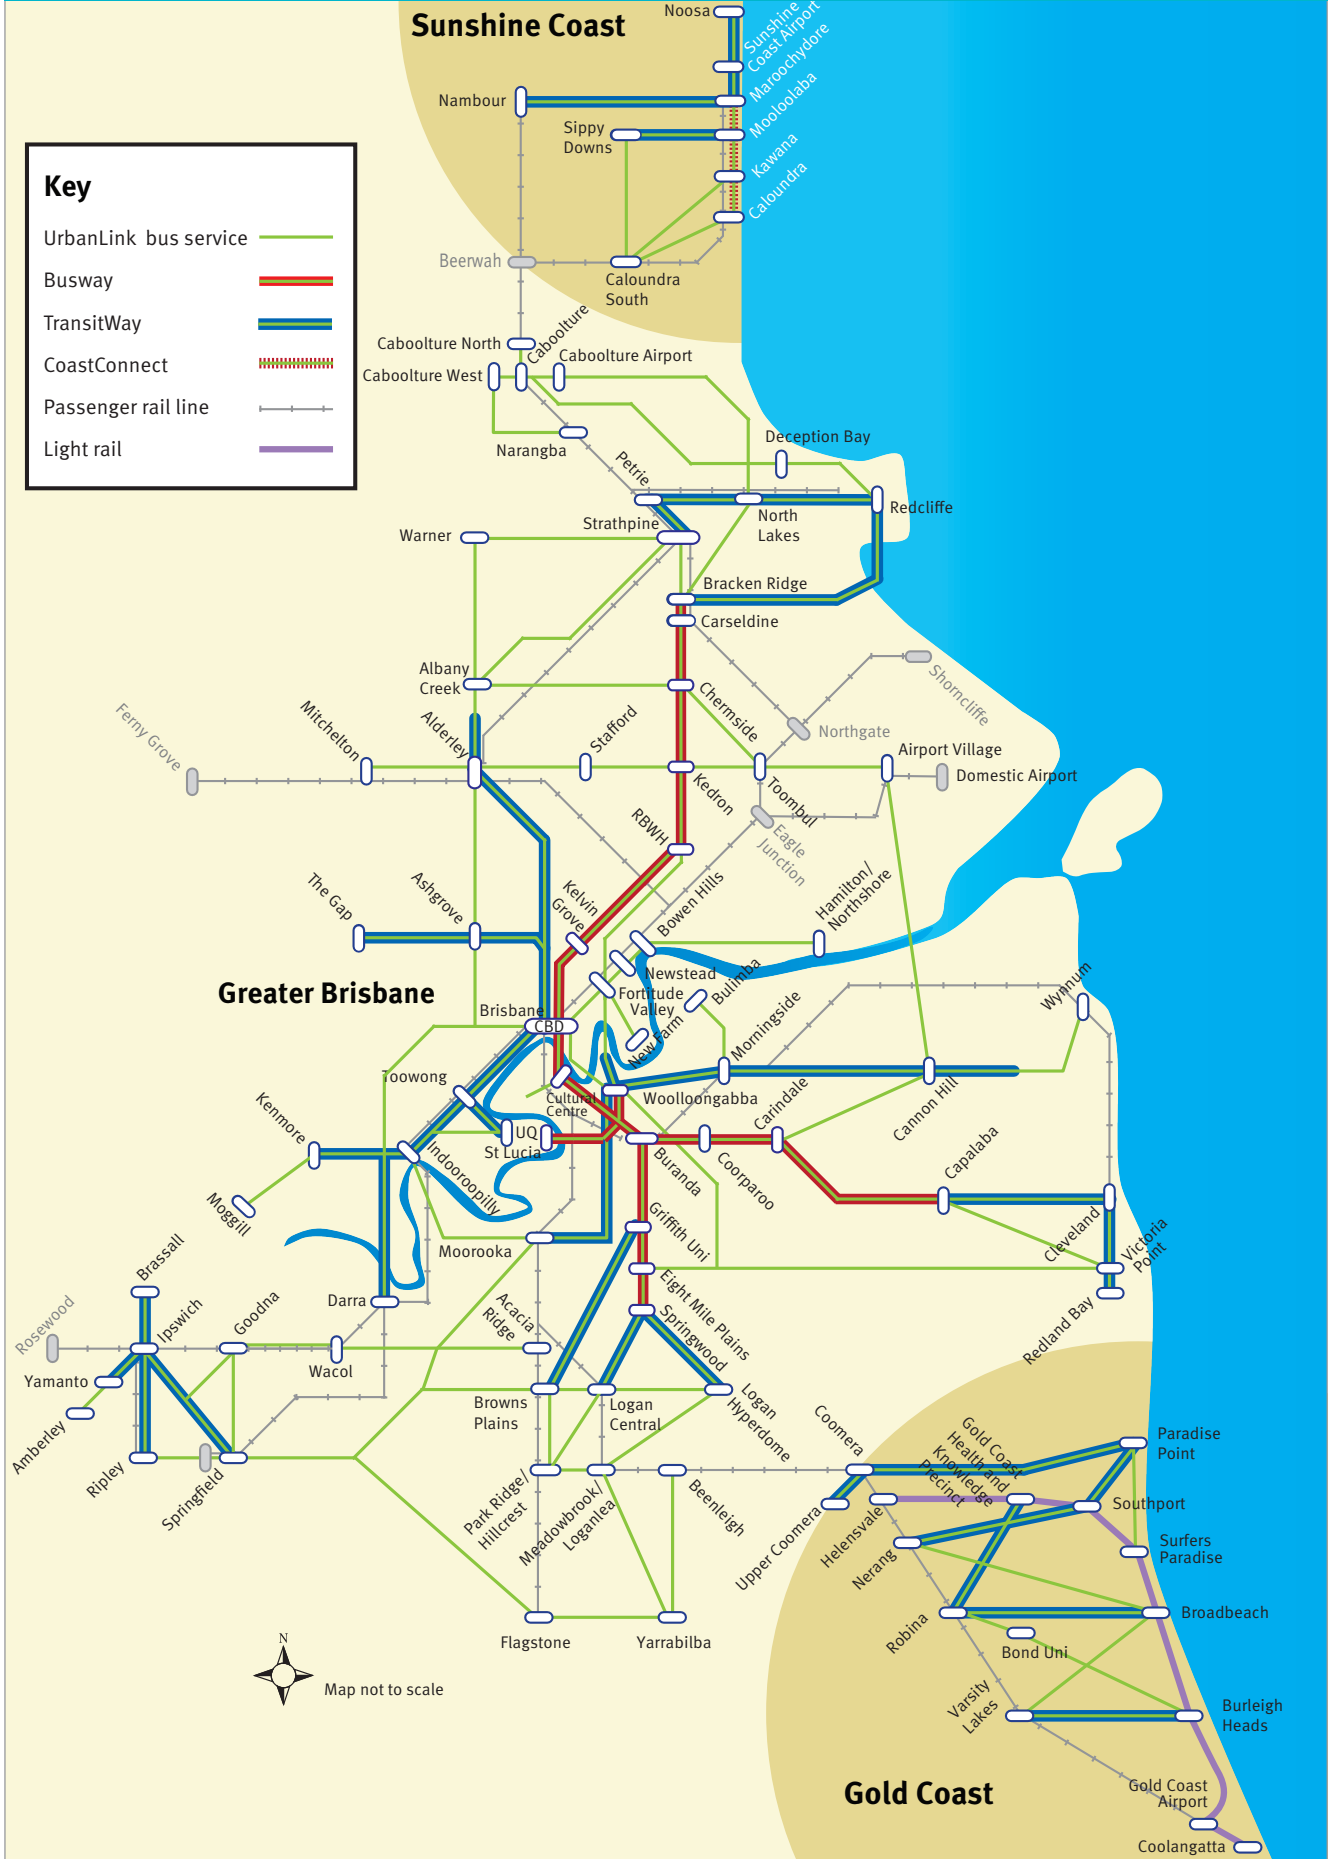 Sunshine Coast
Noosa
Sunshine
Coast Airport
Maroochydore
Nambour
Mooloolaba
Sippy
Downs
Kawana
Caloundra
Key
UrbanLink bus service
Busway
TransitWay
CoastConnect
Passenger rail line
Light rail
Beerwah
Caloundra
South
Caboolture North
Caboolture
Caboolture Airport
Caboolture West
Narangba
Deception Bay
Petrie
Redcliffe
North
Lakes
Strathpine
Warner
Bracken Ridge
Carseldine
Albany
Creek
Shorncliffe
Chermside
Northgate
Ferny Grove
Mitchelton
Alderley
Stafford
Airport Village
Domestic Airport
Kedron
Toombul
RBWH
Eagle
Junction
The Gap
Ashgrove
Kelvin
Grove
Bowen Hills
Hamilton/
Northshore
Greater Brisbane
Newstead
Bulimba
Fortitude
Valley
Wynnum
Brisbane
CBD
New Farm
Morningside
Toowong
Cultural
Centre
Woolloongabba
Kenmore
Carindale
Cannon Hill
UQ
St Lucia
Indooroopilly
Buranda
Coorparoo
Capalaba
Moggill
Moorooka
Griffith Uni
Cleveland
Victoria
Point
Brassall
Eight Mile Plains
Redland Bay
Rosewood
Ipswich
Goodna
Darra
Acacia
Ridge
Springwood
Wacol
Yamanto
Browns
Plains
Logan
Central
Logan
Hyperdome
Amberley
Ripley
Springfield
Park Ridge/
Hillcrest
Meadowbrook/
Loganlea
Beenleigh
Coomera
Gold Coast
Health and
Knowledge
Precinct
Paradise
Point
Upper Coomera
Helensvale
Southport
Nerang
Surfers
Paradise
Flagstone
Yarrabilba
Robina
Broadbeach
Bond Uni
N
Map not to scale
Varsity
Lakes
Burleigh
Heads
Gold Coast
Gold Coast
Airport
Coolangatta